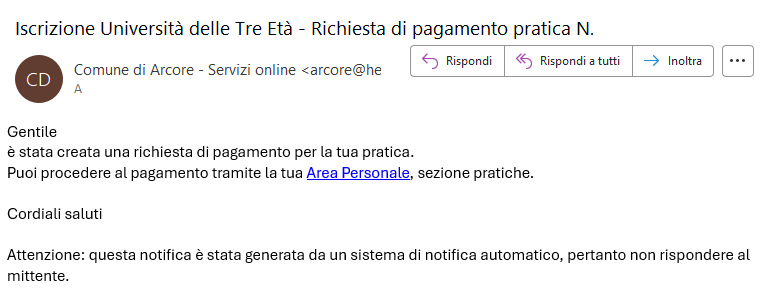 Iscrizione Università delle Tre Età - Richiesta di pagamento pratica N.
CD
Comune di Arcore - Servizi online <arcore@he
A
Rispondi
Rispondi a tutti
Inoltra
Gentile
è stata creata una richiesta di pagamento per la tua pratica.
Puoi procedere al pagamento tramite la tua Area Personale, sezione pratiche.
Cordiali saluti
Attenzione: questa notifica è stata generata da un sistema di notifica automatico, pertanto non rispondere al
mittente.